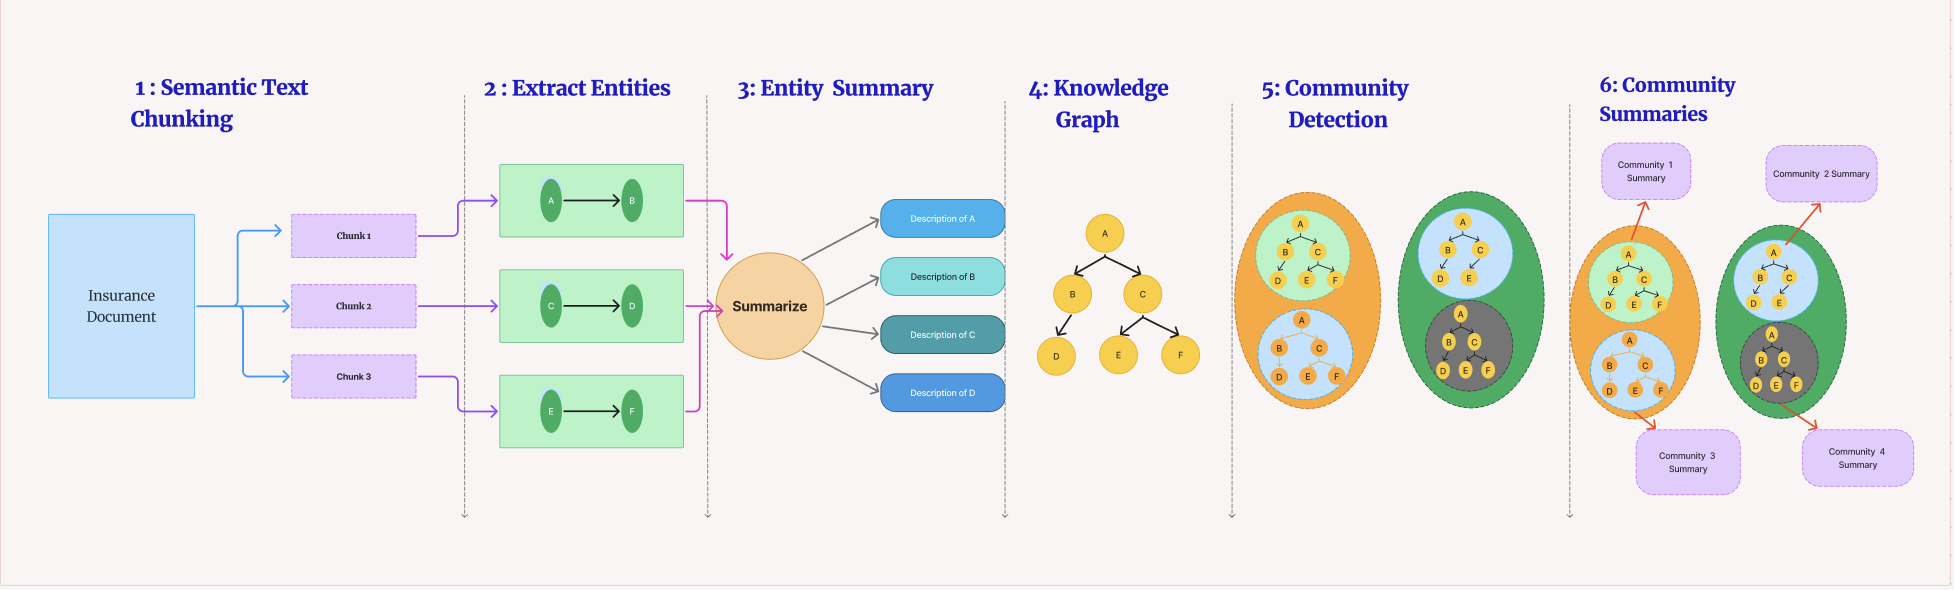 1 : Semantic Text
Chunking
2 : Extract Entities
3: Entity Summary
4: Knowledge
Graph
5: Community
Detection
6: Community
Summaries
Insurance
Document
Chunk 1
Chunk 2
Chunk 3
A
B
C
D
E
F
Summarize
Description of A
Description of B
Description of C
Description of D
A
B
C
D
E
F
A
B
C
D
E
F
A
B
C
D
E
F
A
B
C
D
E
A
B
C
D
E
F
Community 1
Summary
Community 2 Summary
A
B
C
D
E
F
A
B
C
D
E
F
A
B
C
D
E
A
B
C
D
E
F
Community 3
Summary
Community 4
Summary